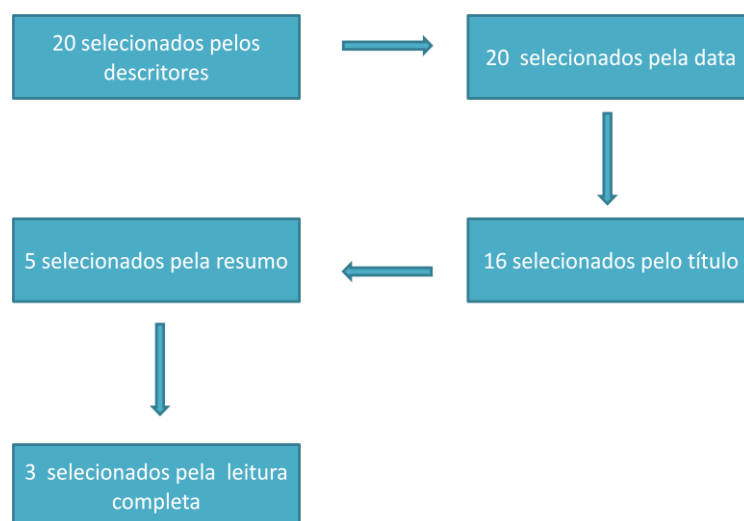 20 selecionados pelos
descritores
20 selecionados pela data
16 selecionados pelo título
5 selecionados pela resumo
3 selecionados pela leitura
completa